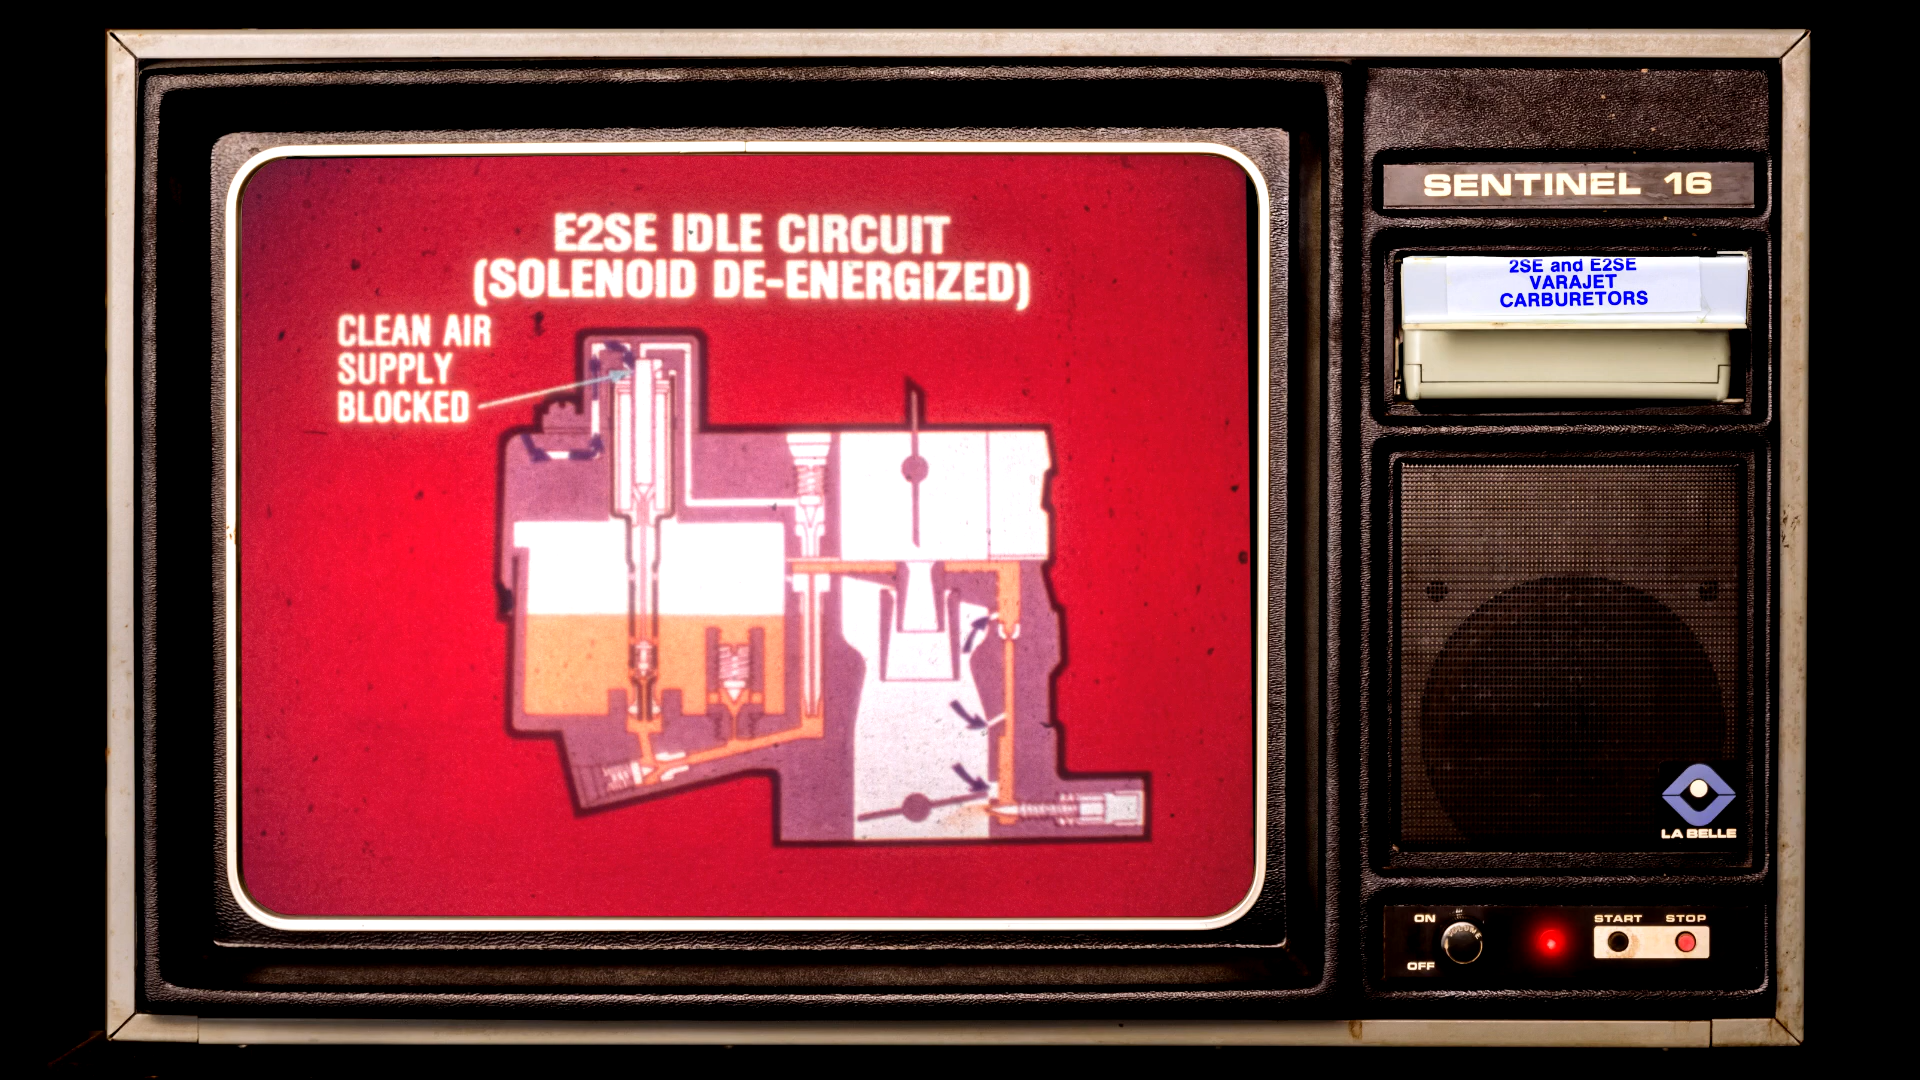 E2SE IDLE CIRCUIT
(SOLENOID DE-ENERGIZED)
CLEAN AIR
SUPPLY
BLOCKED
SENTINEL 16
2SE and E2SE
VARAJET
CARBURETORS
LA BELLE
ON
OFF
VOLUME
START STOP